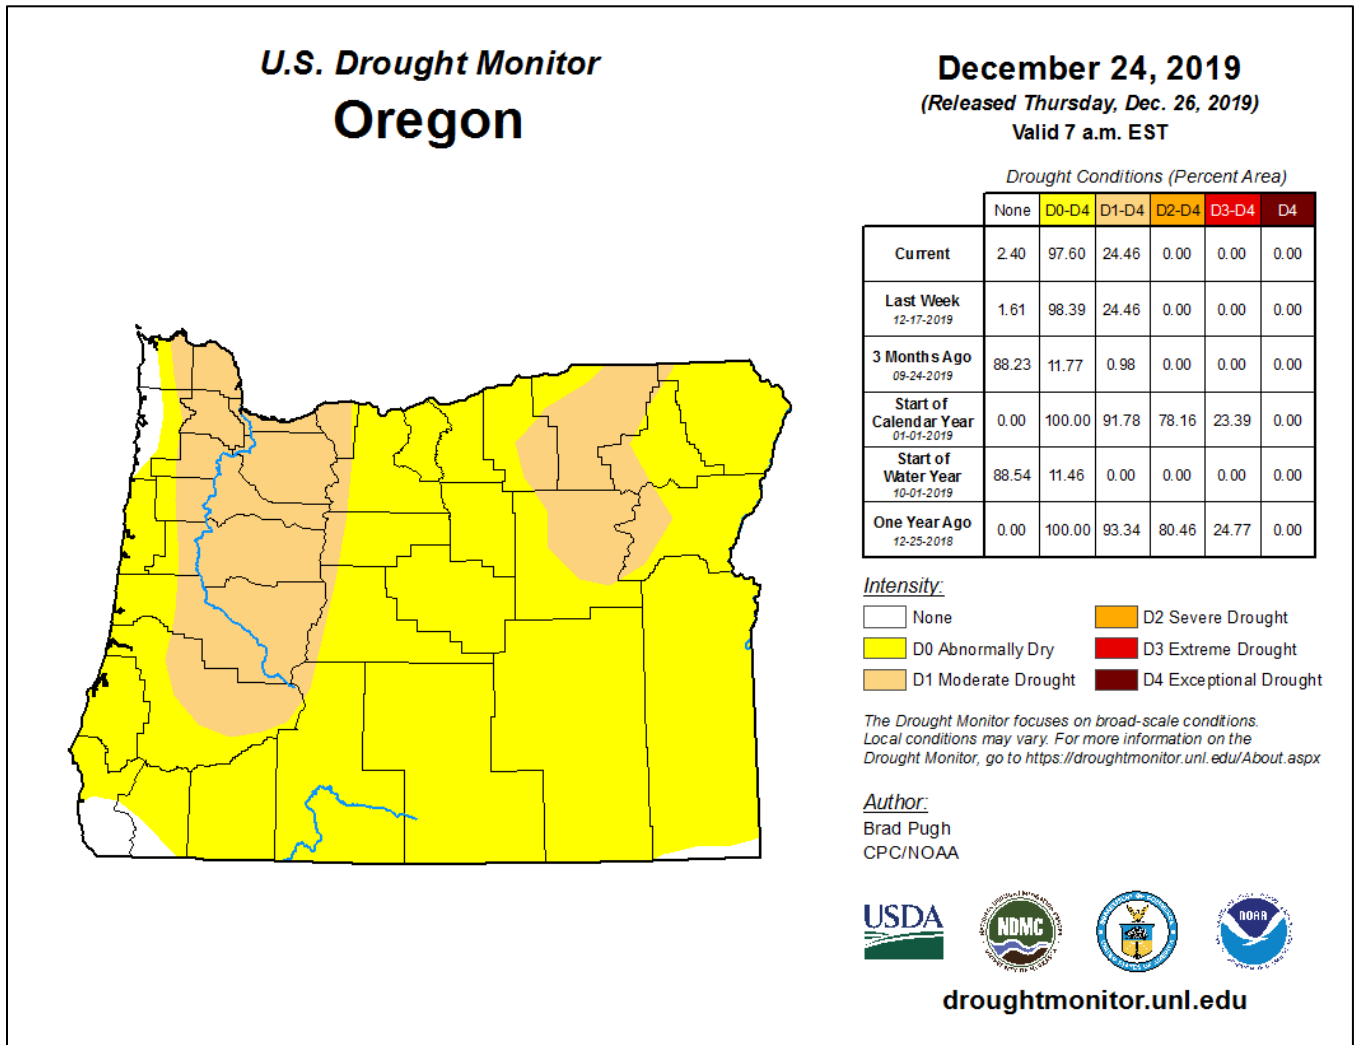 U.S. Drought Monitor
Oregon
December 24, 2019
(Released Thursday, Dec. 26, 2019)
Valid 7 a.m. EST
Drought Conditions (Percent Area)
None D0-D4 D1-D4 D2-D4 D3-D4 D4
Current 2.40 97.60 24.46 0.00 0.00 0.00
Last Week
12-17-2019 1.61 98.39 24.46 0.00 0.00 0.00
3 Months Ago
09-24-2019 88.23 11.77 0.98 0.00 0.00 0.00
Start of
Calendar Year
01-01-2019 0.00 100.00 91.78 78.16 23.39 0.00
Start of
Water Year
10-01-2019 88.54 11.46 0.00 0.00 0.00 0.00
One Year Ago
12-25-2018 0.00 100.00 93.34 80.46 24.77 0.00
Intensity:
None
D0 Abnormally Dry
D1 Moderate Drought
D2 Severe Drought
D3 Extreme Drought
D4 Exceptional Drought
The Drought Monitor focuses on broad-scale conditions.
Local conditions may vary. For more information on the
Drought Monitor, go to https://droughtmonitor.unl.edu/About.aspx
Author:
Brad Pugh
CPC/NOAA
USDA
NDMC
NOAA
droughtmonitor.unl.edu